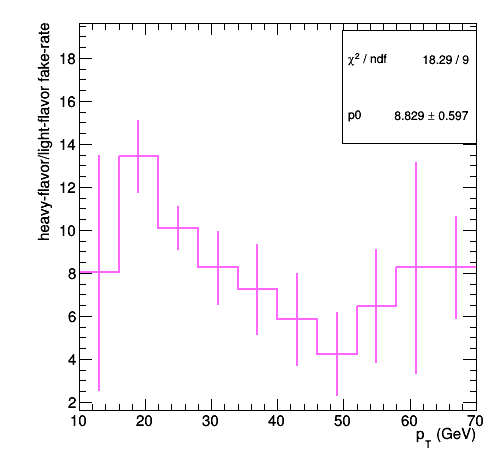 heavy-flavor/light-flavor fake-rate
χ² / ndf 18.29 / 9
p0 8.829 ± 0.597
18
16
14
12
10
8
6
4
2
10 20 30 40 50 60 70
p_T (GeV)